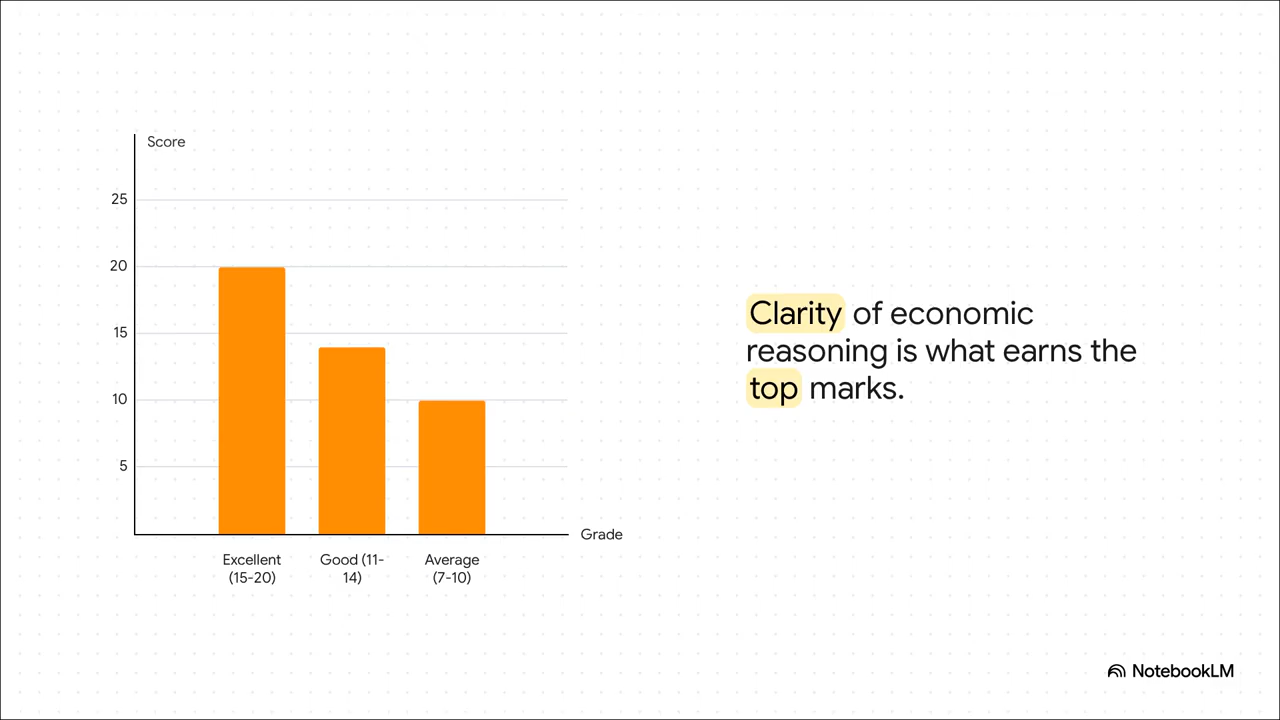 Score
25
20
15
10
5
Grade
Excellent
(15-20)
Good (11-
14)
Average
(7-10)
Clarity of economic
reasoning is what earns the
top marks.
NotebookLM